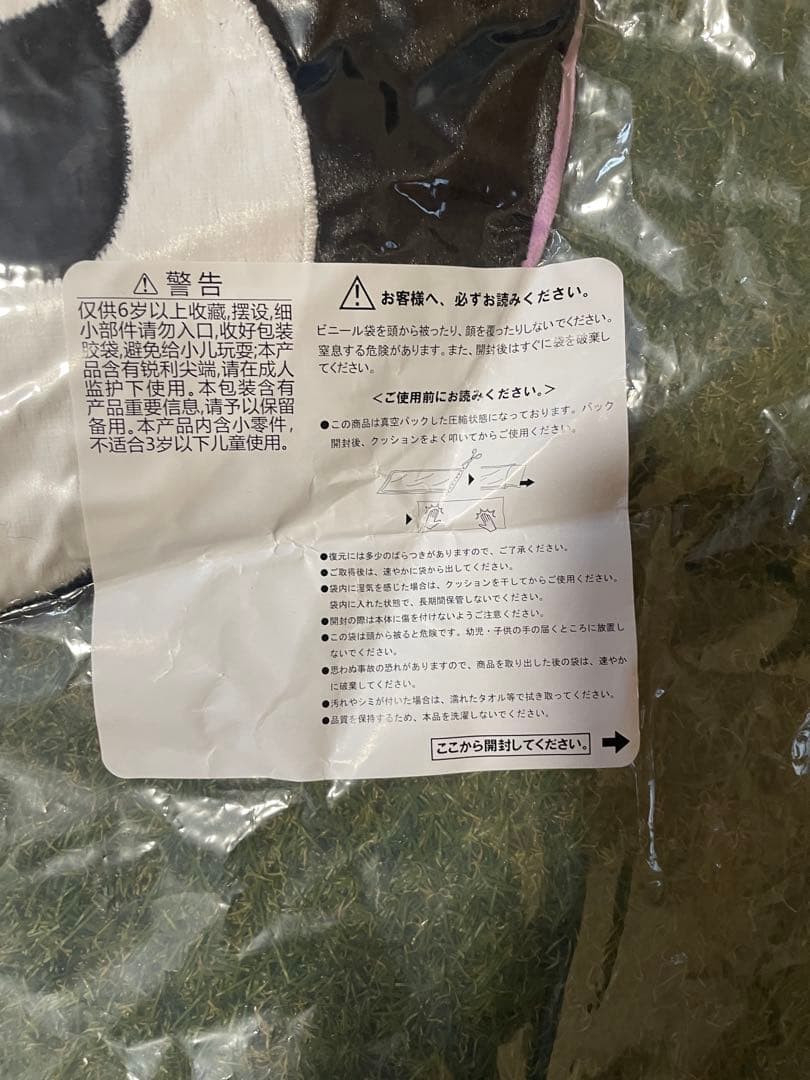 ⚠ 警告
仅供6岁以上收藏,摆设,细
小部件请勿入口,收好包装
胶袋,避免给小儿玩耍;本产
品含有锐利尖端,请在成人
监护下使用。本包装含有
产品重要信息,请予以保留
备用。本产品内含小零件,
不适合3岁以下儿童使用。
⚠ お客様へ、必ずお読みください。
ビニール袋を頭から被ったり、顔を覆ったりしないでください。
窒息する危険があります。また、開封後はすぐに袋を破棄し
てください。
＜ご使用前にお読みください。＞
●この商品は真空パックした圧縮状態になっております。パック
開封後、クッションをよく叩いてからご使用ください。
●復元には多少のばらつきがありますので、ご了承ください。
●ご取得後は、速やかに袋から出してください。
●袋内に湿気を感じた場合は、クッションを干してからご使用ください。
袋内に入れた状態で、長期間保管しないでください。
●開封の際は本体に傷を付けないようご注意ください。
●この袋は頭から被ると危険です。幼児・子供の手の届くところに放置し
ないでください。
●思わぬ事故の恐れがありますので、商品を取り出した後の袋は、速やか
に破棄してください。
●汚れやシミが付いた場合は、濡れたタオル等で拭き取ってください。
●品質を保持するため、本品を洗濯しないでください。
ここから開封してください。